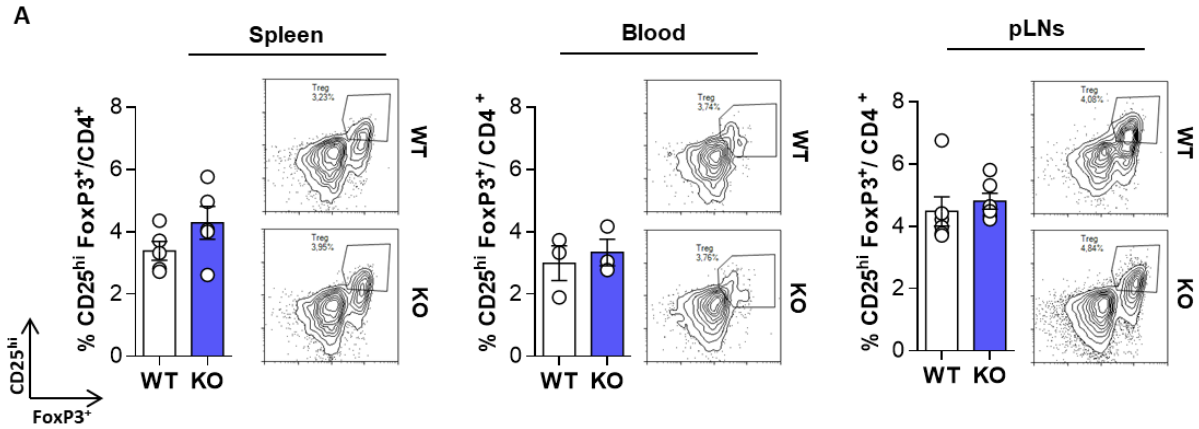 A
Spleen
% CD25hi FoxP3+/CD4+
8
6
4
2
0
WT KO
Treg
3,23%
WT
Treg
3,95%
KO
CD25hi
FoxP3+
Blood
% CD25hi FoxP3+/ CD4 +
8
6
4
2
0
WT KO
Treg
3,74%
WT
Treg
3,76%
KO
pLNs
% CD25hi FoxP3+/ CD4 +
8
6
4
2
0
WT KO
Treg
4,08%
WT
Treg
4,84%
KO